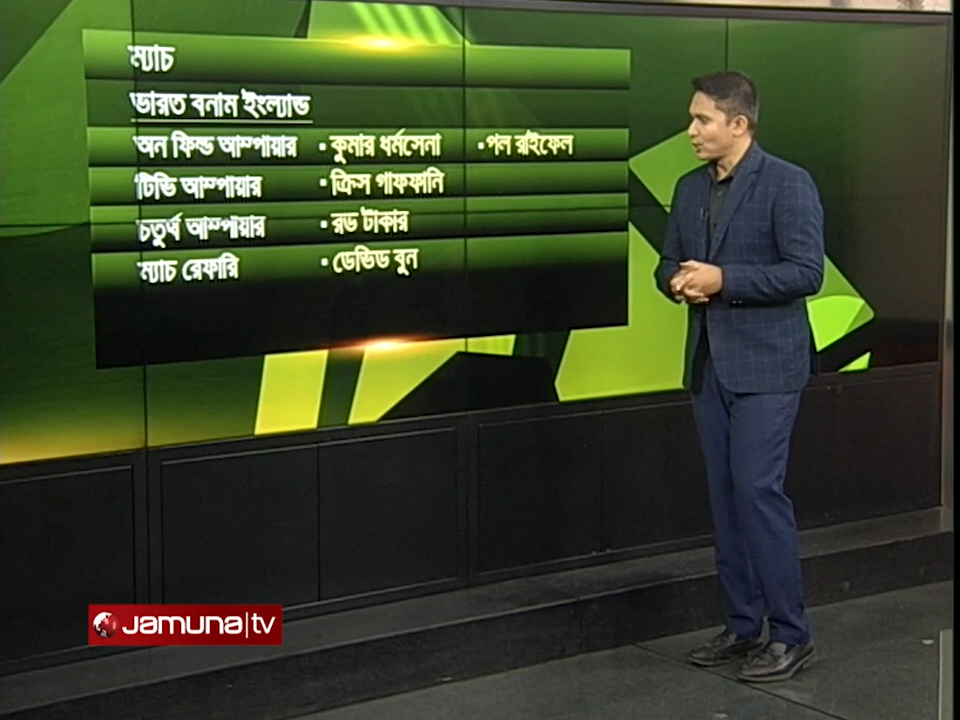 ম্যাচ
ভারত বনাম ইংল্যান্ড
অন ফিল্ড আম্পায়ার · কুমার ধর্মসেনা · পল রাইফেল
টিভি আম্পায়ার · ক্রিস গাফফানি
চতুর্থ আম্পায়ার · রড টাকার
ম্যাচ রেফারি · ডেভিড বুন
JAMUNA|tv